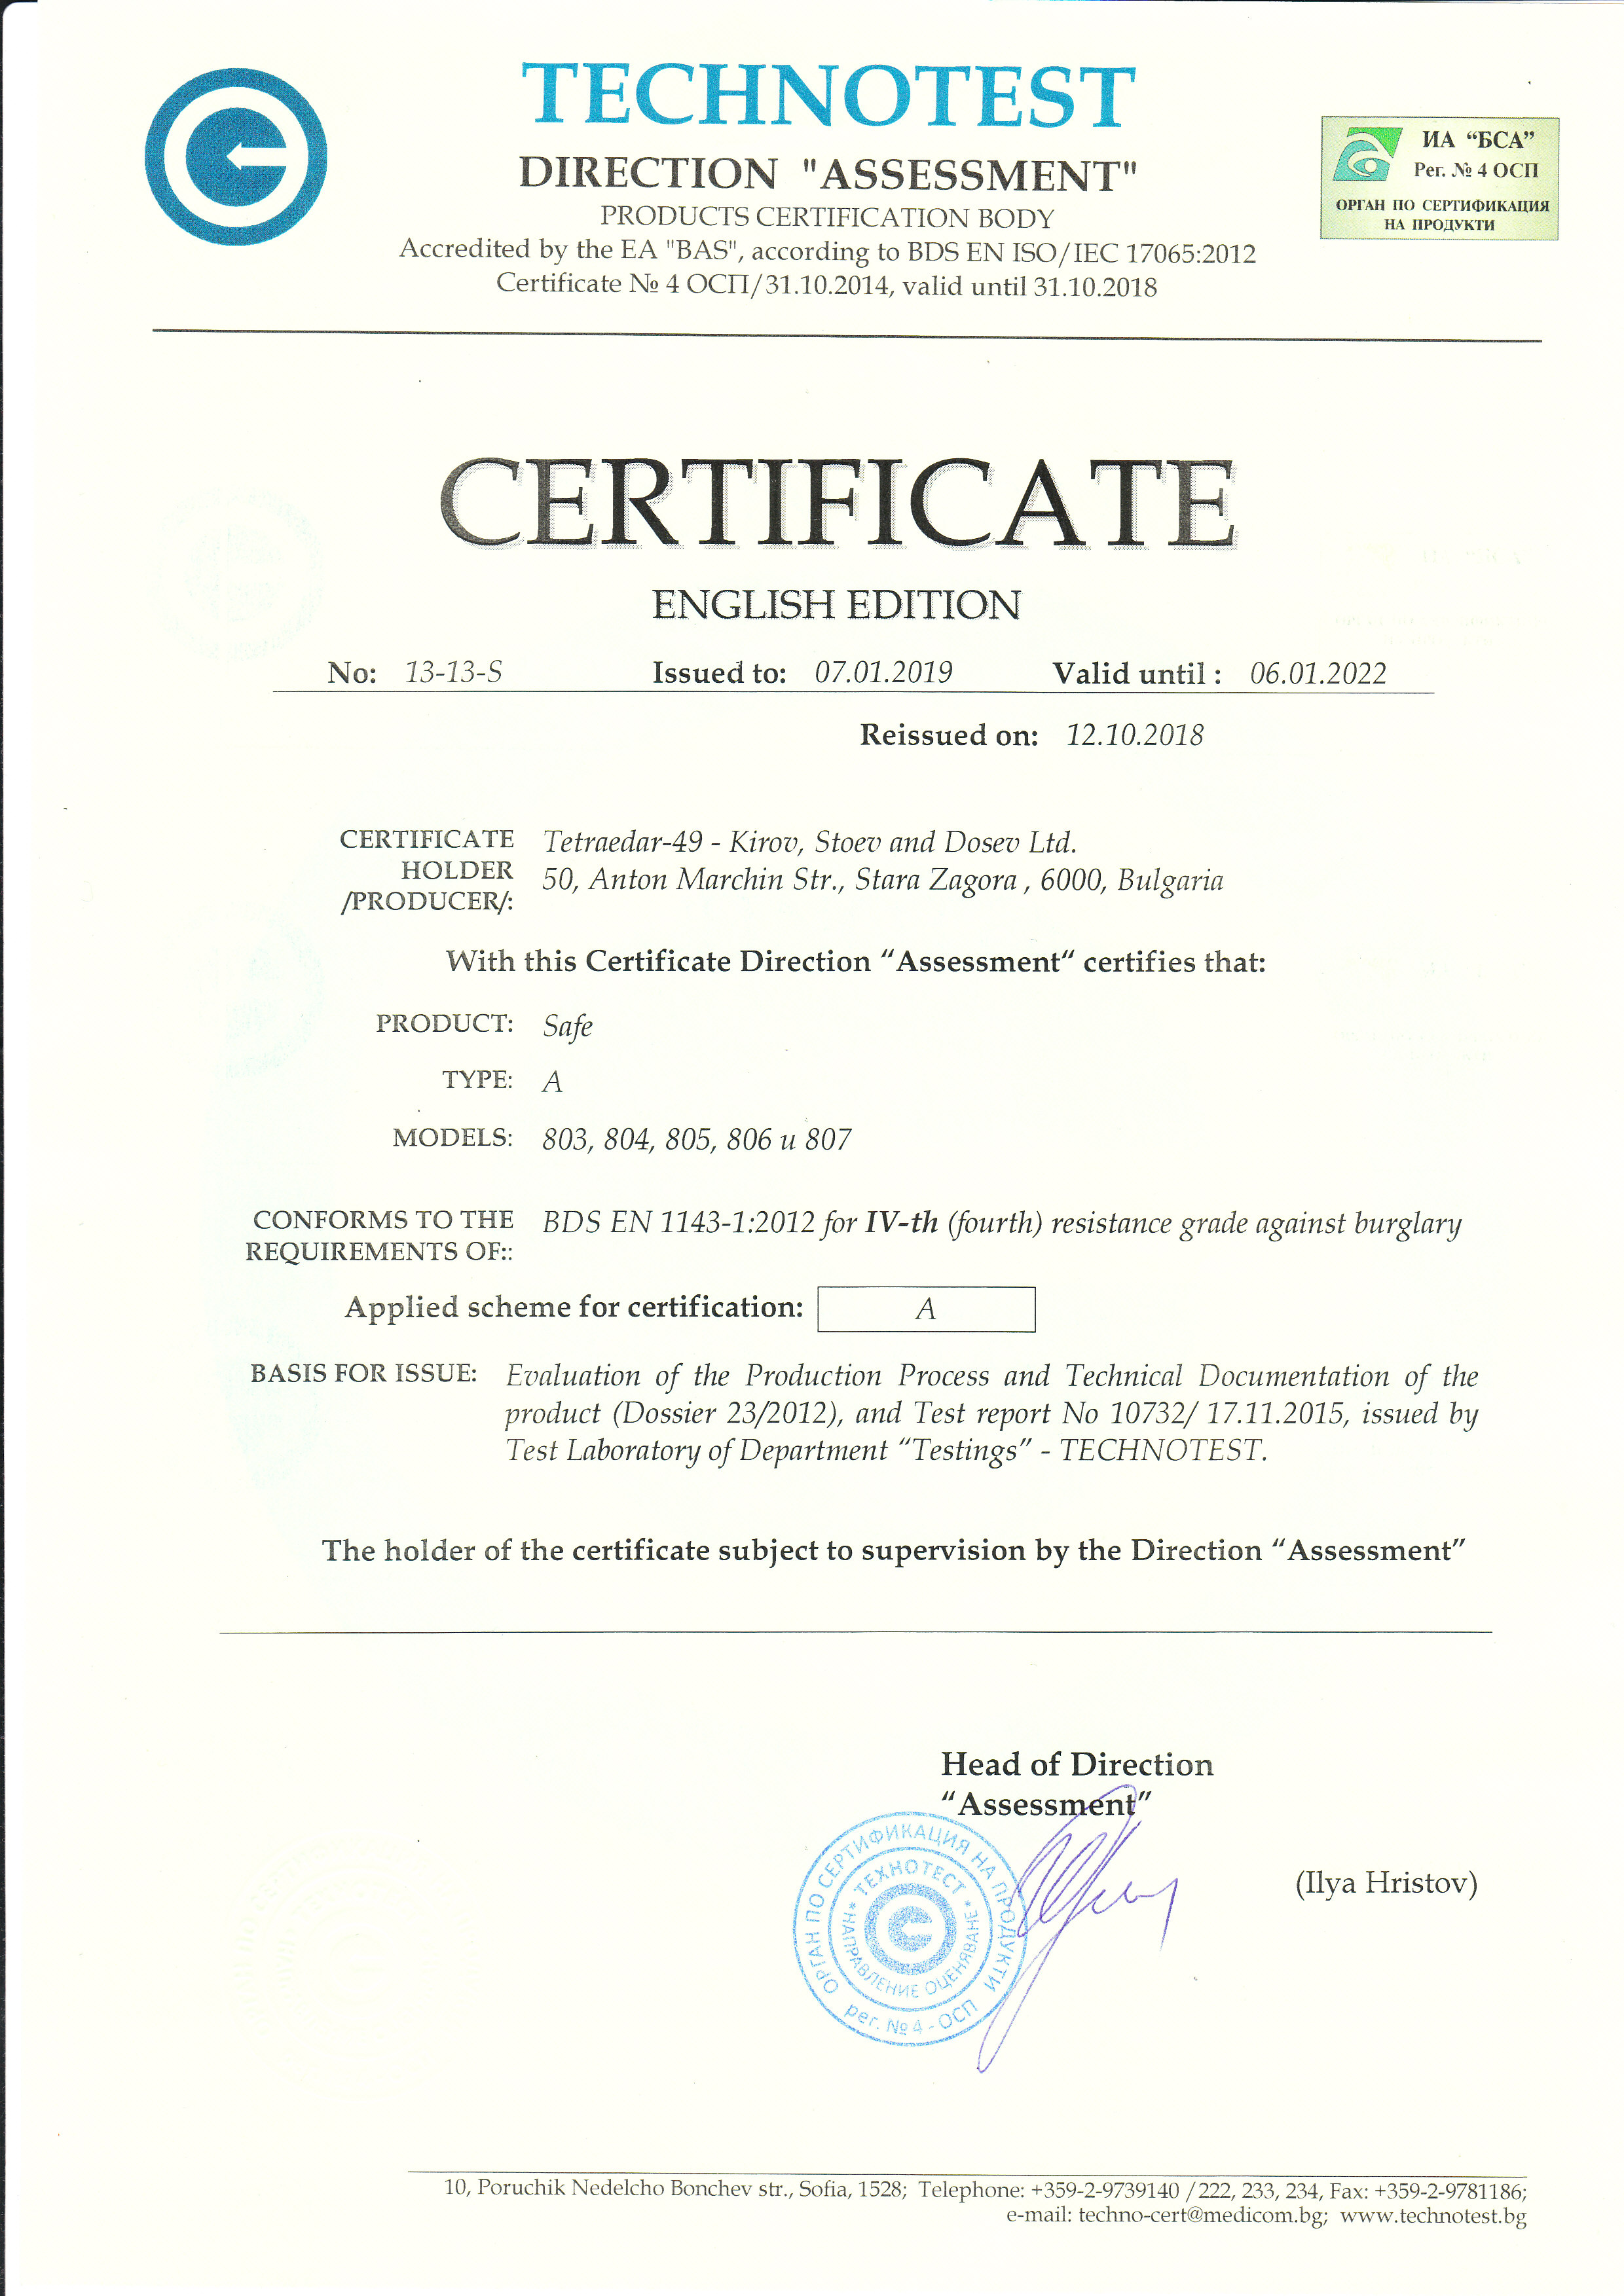 TECHNOTEST
DIRECTION "ASSESSMENT"
PRODUCTS CERTIFICATION BODY
Accredited by the EA "BAS", according to BDS EN ISO/IEC 17065:2012
Certificate № 4 ОСП/31.10.2014, valid until 31.10.2018
ИА “БСА”
Рег. № 4 ОСП
ОРГАН ПО СЕРТИФИКАЦИЯ
НА ПРОДУКТИ
CERTIFICATE
ENGLISH EDITION
No: 13-13-S Issued to: 07.01.2019 Valid until : 06.01.2022
Reissued on: 12.10.2018
CERTIFICATE HOLDER /PRODUCER/:
Tetraedar-49 - Kirov, Stoev and Dosev Ltd.
50, Anton Marchin Str., Stara Zagora , 6000, Bulgaria
With this Certificate Direction “Assessment“ certifies that:
PRODUCT: Safe
TYPE: A
MODELS: 803, 804, 805, 806 и 807
CONFORMS TO THE REQUIREMENTS OF::
BDS EN 1143-1:2012 for IV-th (fourth) resistance grade against burglary
Applied scheme for certification: A
BASIS FOR ISSUE: Evaluation of the Production Process and Technical Documentation of the
product (Dossier 23/2012), and Test report No 10732/ 17.11.2015, issued by
Test Laboratory of Department “Testings” - TECHNOTEST.
The holder of the certificate subject to supervision by the Direction “Assessment”
Head of Direction
“Assessment”
ОРГАН ПО СЕРТИФИКАЦИЯ НА ПРОДУКТИ
рег. № 4 - ОСП
* ТЕХНОТЕСТ *
НАПРАВЛЕНИЕ ОЦЕНЯВАНЕ
(Ilya Hristov)
10, Poruchik Nedelcho Bonchev str., Sofia, 1528; Telephone: +359-2-9739140 /222, 233, 234, Fax: +359-2-9781186;
e-mail: techno-cert@medicom.bg; www.technotest.bg